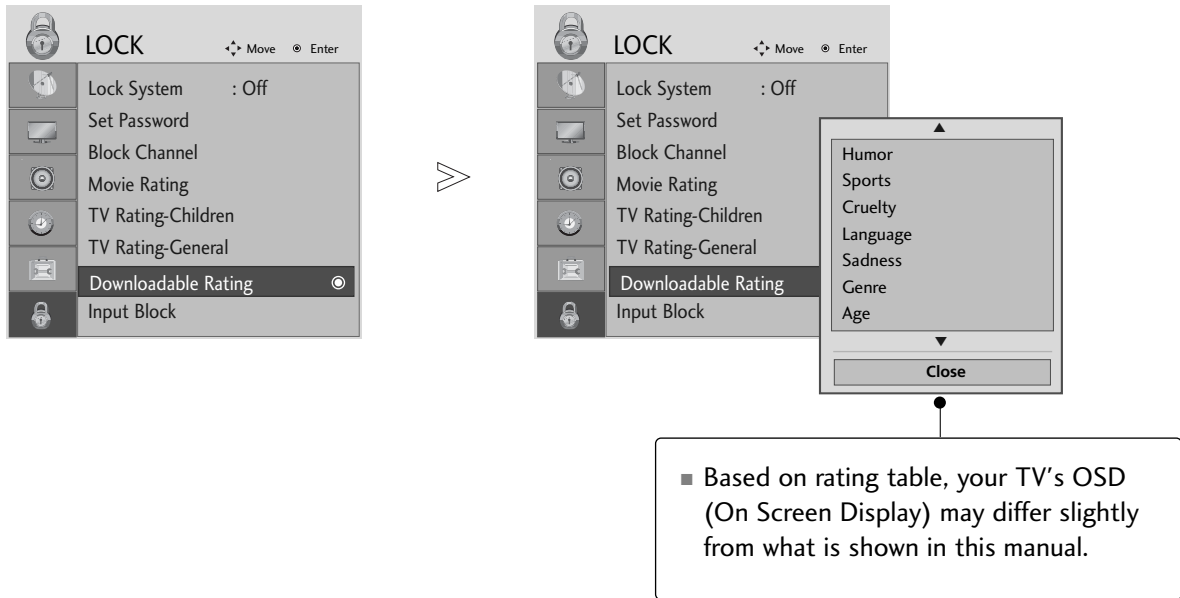 LOCK
Move Enter
Lock System : Off
Set Password
Block Channel
Movie Rating
TV Rating-Children
TV Rating-General
Downloadable Rating
Input Block
LOCK
Move Enter
Lock System : Off
Set Password
Block Channel
Movie Rating
TV Rating-Children
TV Rating-General
Downloadable Rating
Input Block
Humor
Sports
Cruelty
Language
Sadness
Genre
Age
Close
■ Based on rating table, your TV's OSD
(On Screen Display) may differ slightly
from what is shown in this manual.